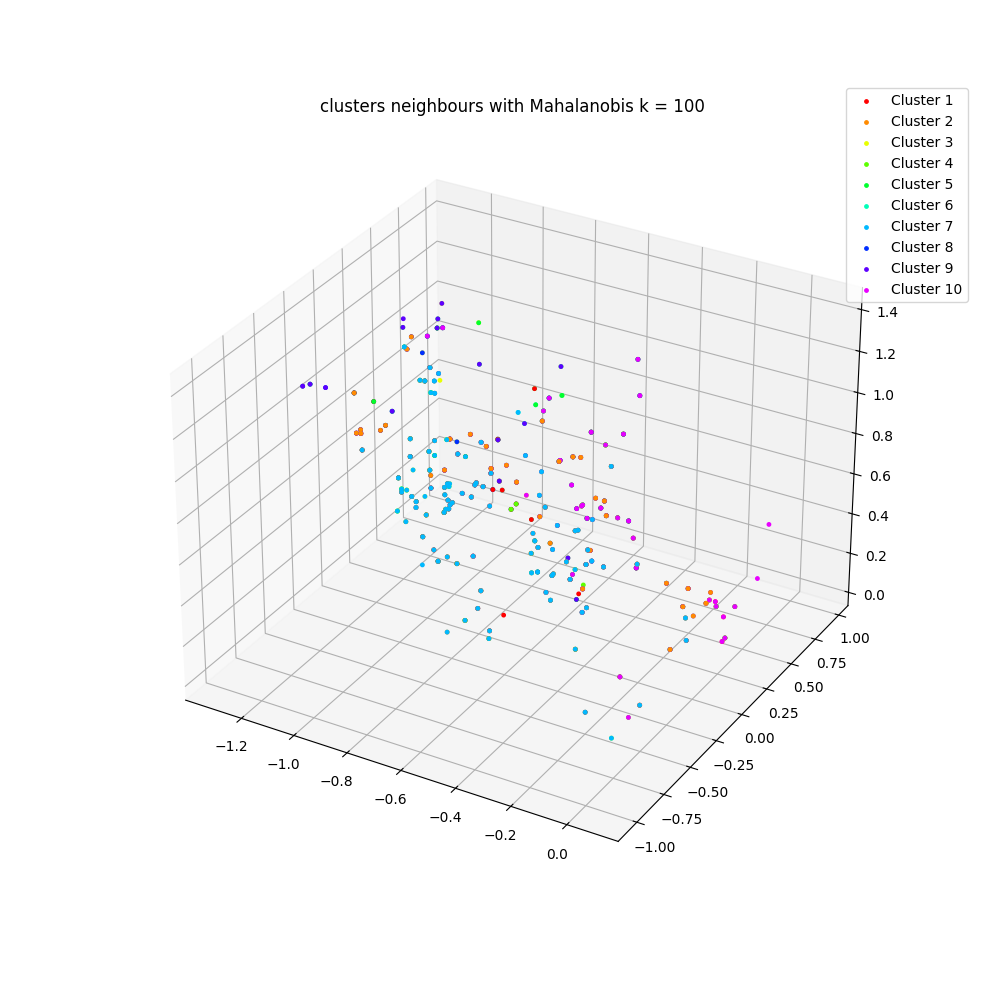 clusters neighbours with Mahalanobis k = 100
Cluster 1
Cluster 2
Cluster 3
Cluster 4
Cluster 5
Cluster 6
Cluster 7
Cluster 8
Cluster 9
Cluster 10
1.4
1.2
1.0
0.8
0.6
0.4
0.2
0.0
1.00
0.75
0.50
0.25
0.00
−0.25
−0.50
−0.75
−1.00
−1.2
−1.0
−0.8
−0.6
−0.4
−0.2
0.0